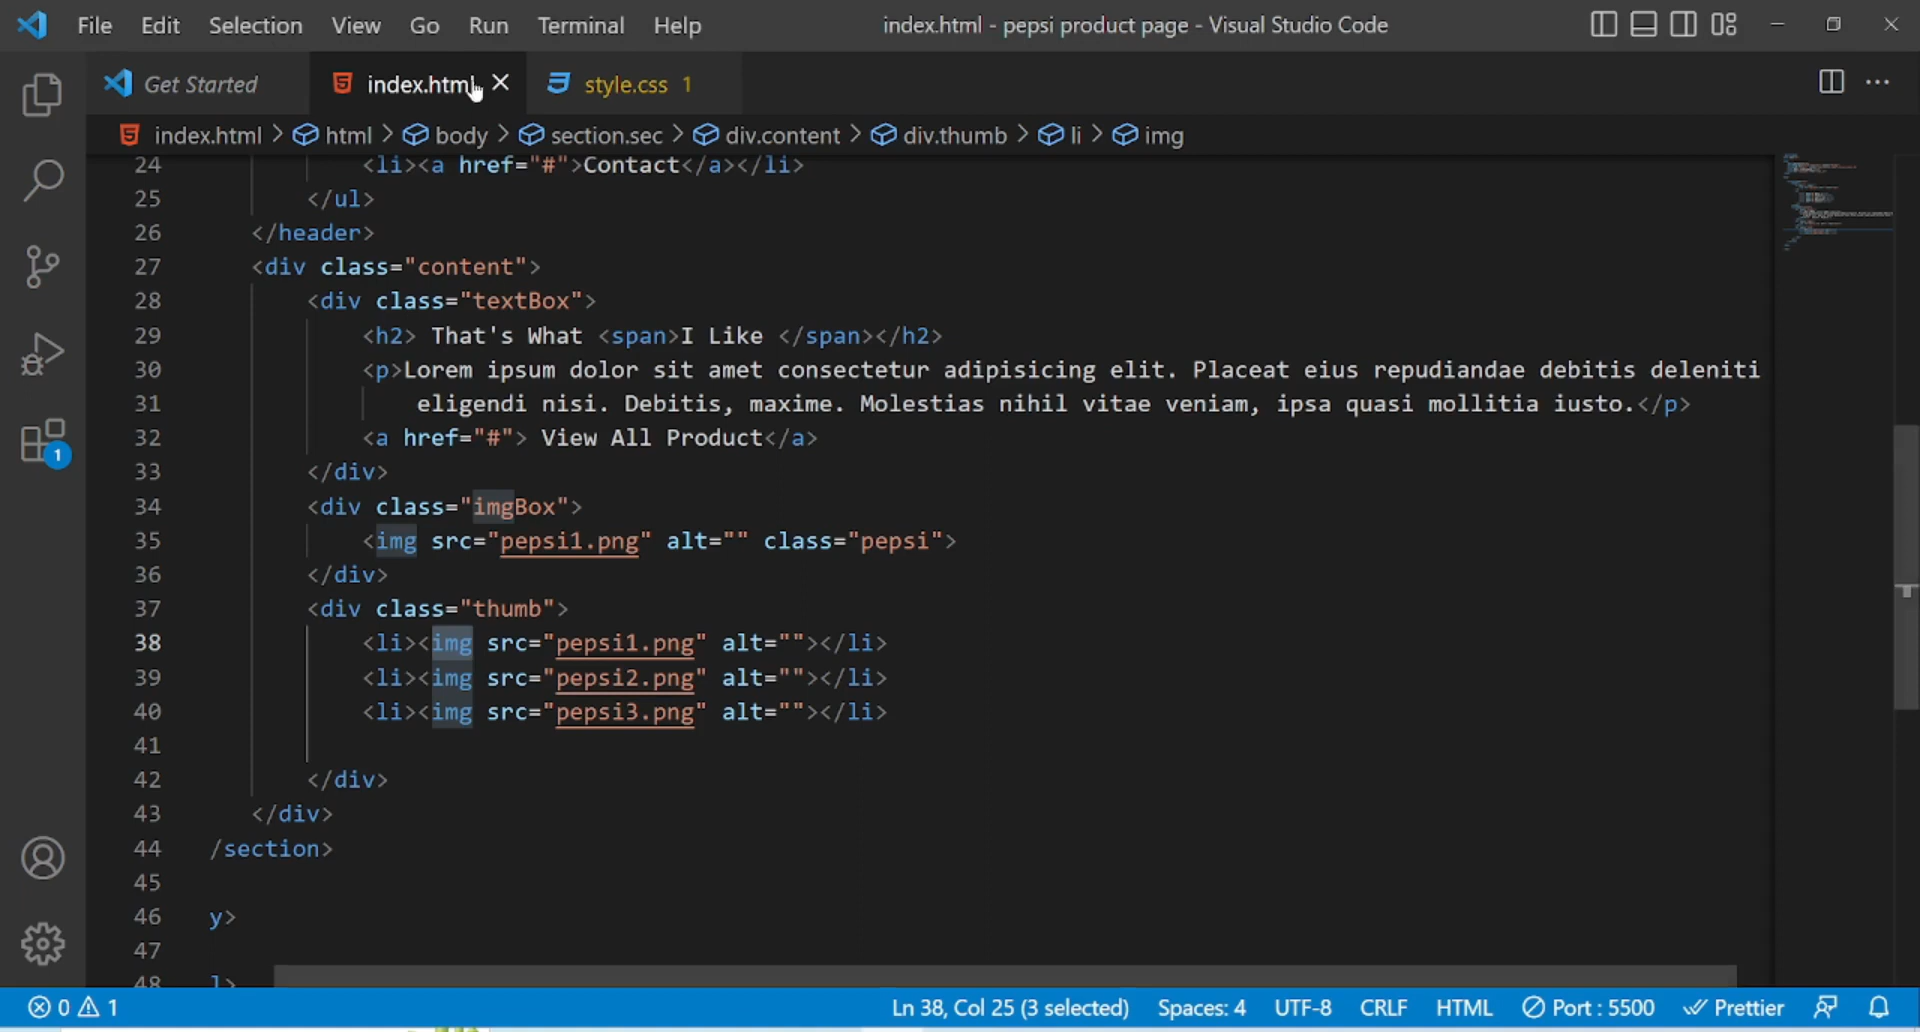 File Edit Selection View Go Run Terminal Help index.html - pepsi product page - Visual Studio Code
Get Started index.html style.css 1
index.html > html > body > section.sec > div.content > div.thumb > li > img
24 <li><a href="#">Contact</a></li>
25 </ul>
26 </header>
27 <div class="content">
28 <div class="textBox">
29 <h2> That's What <span>I Like </span></h2>
30 <p>Lorem ipsum dolor sit amet consectetur adipisicing elit. Placeat eius repudiandae debitis deleniti
31 eligendi nisi. Debitis, maxime. Molestias nihil vitae veniam, ipsa quasi mollitia iusto.</p>
32 <a href="#"> View All Product</a>
33 </div>
34 <div class="imgBox">
35 <img src="pepsi1.png" alt="" class="pepsi">
36 </div>
37 <div class="thumb">
38 <li><img src="pepsi1.png" alt=""></li>
39 <li><img src="pepsi2.png" alt=""></li>
40 <li><img src="pepsi3.png" alt=""></li>
41
42 </div>
43 </div>
44 /section>
45
46 y>
47
48 l>
1
0 1 Ln 38, Col 25 (3 selected) Spaces: 4 UTF-8 CRLF HTML Port : 5500 Prettier